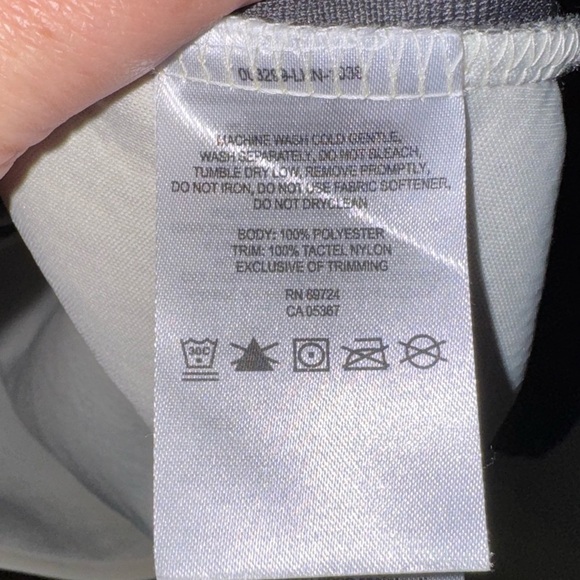 MACHINE WASH COLD GENTLE,
WASH SEPARATELY, DO NOT BLEACH,
TUMBLE DRY LOW, REMOVE PROMPTLY,
DO NOT IRON, DO NOT USE FABRIC SOFTENER,
DO NOT DRYCLEAN
BODY: 100% POLYESTER
TRIM: 100% TACTEL NYLON
EXCLUSIVE OF TRIMMING
RN 69724
CA 05367
30C